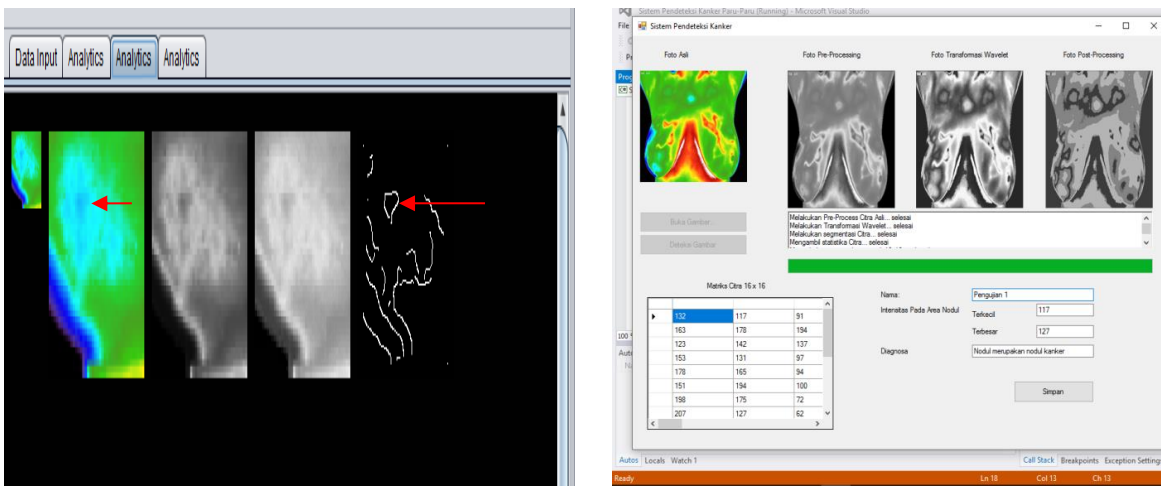 Data Input Analytics Analytics Analytics
Sistem Pendeteksi Kanker Paru-Paru (Running) - Microsoft Visual Studio
File
Sistem Pendeteksi Kanker
Foto Asli
Foto Pre-Processing
Foto Transformasi Wavelet
Foto Post-Processing
Buka Gambar...
Deteksi Gambar
Melakukan Pre-Process Citra Asli... selesai
Melakukan Transformasi Wavelet... selesai
Melakukan segmentasi Citra... selesai
Mengambil statistika Citra... selesai
Matriks Citra 16 x 16
132 117 91
163 178 194
123 142 137
153 131 97
178 165 94
151 194 100
198 175 72
207 127 62
Nama: Pengujian 1
Intensitas Pada Area Nodul Terkecil 117
Terbesar 127
Diagnosa Nodul merupakan nodul kanker
Simpan
Autos Locals Watch 1
Call Stack Breakpoints Exception Setting
Ready Ln 18 Col 13 Ch 13